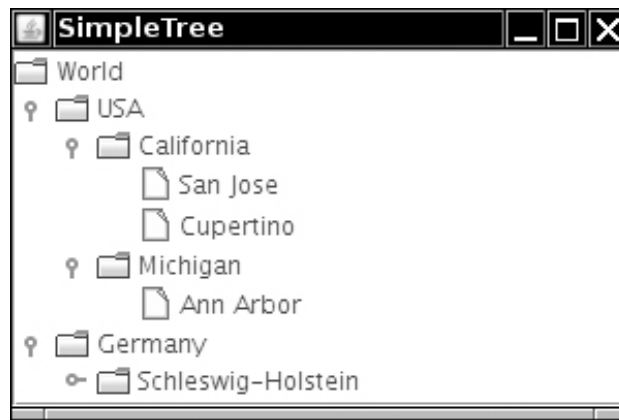 SimpleTree
World
USA
California
San Jose
Cupertino
Michigan
Ann Arbor
Germany
Schleswig-Holstein